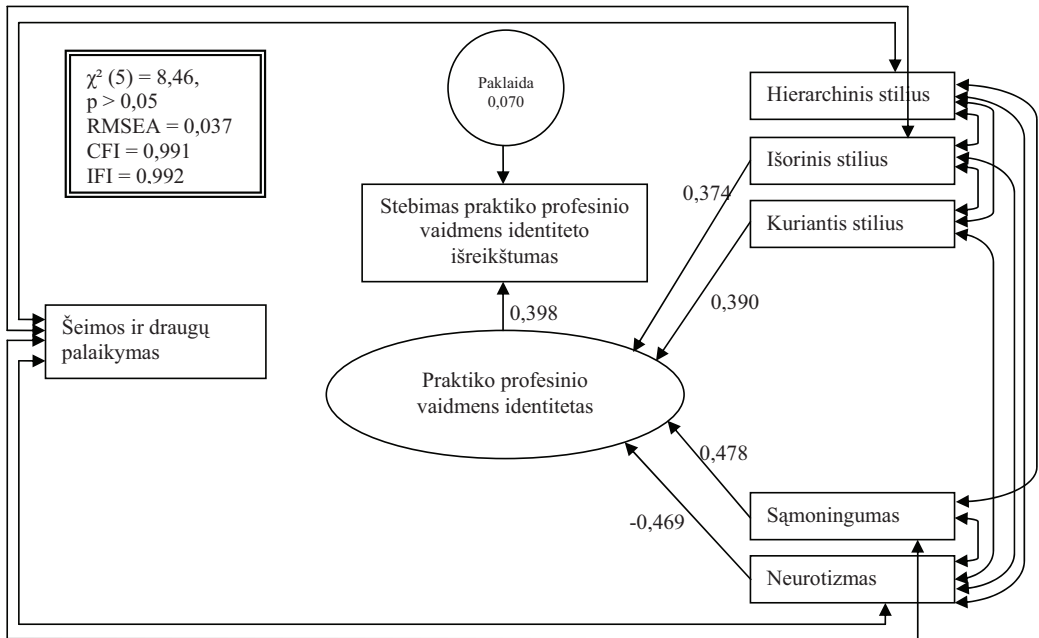 χ² (5) = 8,46,
p > 0,05
RMSEA = 0,037
CFI = 0,991
IFI = 0,992
Paklaida
0,070
Stebimas praktiko profesinio
vaidmens identiteto
išreikštumas
0,398
Šeimos ir draugų
palaikymas
Praktiko profesinio
vaidmens identitetas
Hierarchinis stilius
Išorinis stilius
0,374
Kuriantis stilius
0,390
0,478
Sąmoningumas
-0,469
Neurotizmas